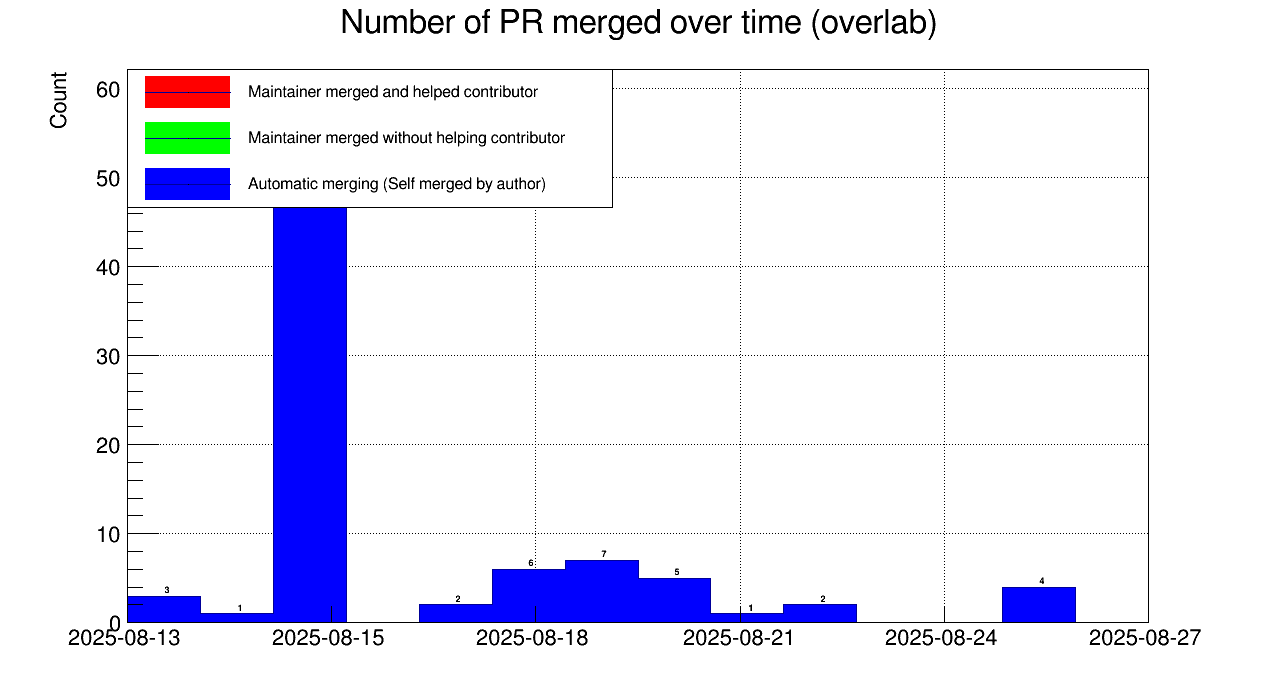 Number of PR merged over time (overlab)
Count
60
50
40
30
20
10
0
Maintainer merged and helped contributor
Maintainer merged without helping contributor
Automatic merging (Self merged by author)
3
1
2
6
7
5
1
2
4
2025-08-13 2025-08-15 2025-08-18 2025-08-21 2025-08-24 2025-08-27